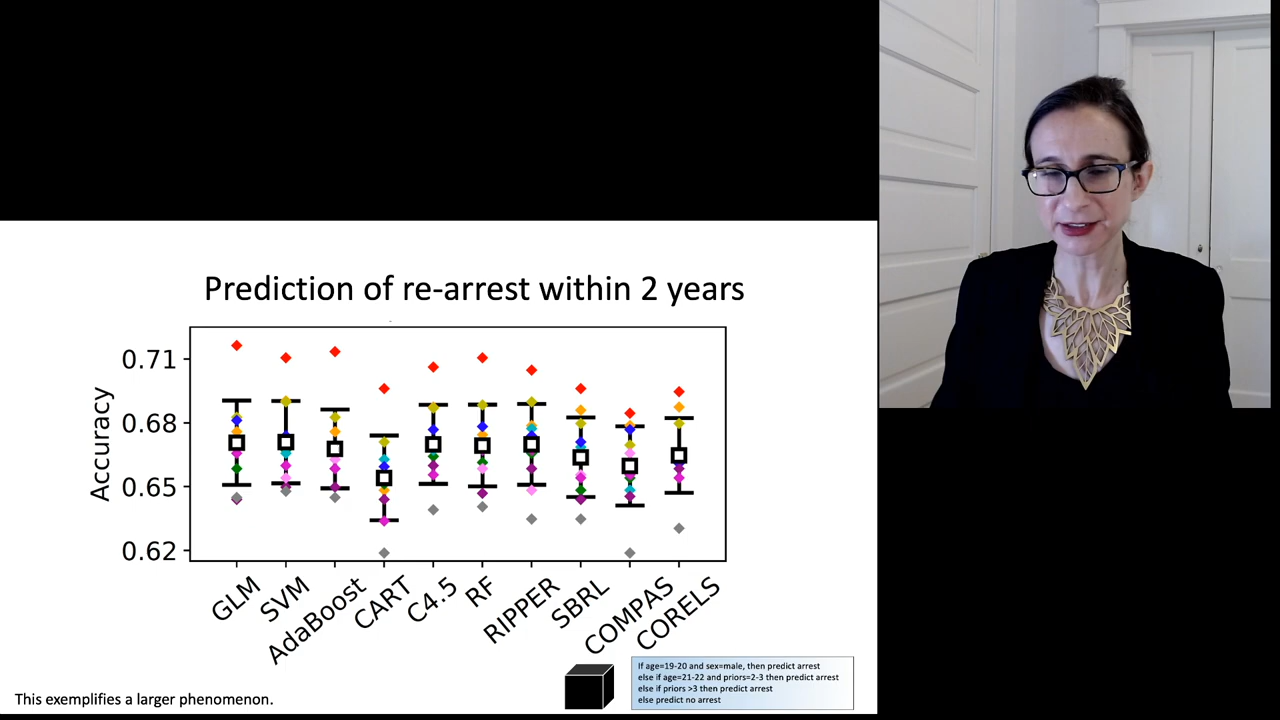 Prediction of re-arrest within 2 years
Accuracy
0.71
0.68
0.65
0.62
GLM
SVM
AdaBoost
CART
C4.5
RF
RIPPER
SBRL
COMPAS
CORELS
If age=19-20 and sex=male, then predict arrest
else if age=21-22 and priors=2-3 then predict arrest
else if priors >3 then predict arrest
else predict no arrest
This exemplifies a larger phenomenon.